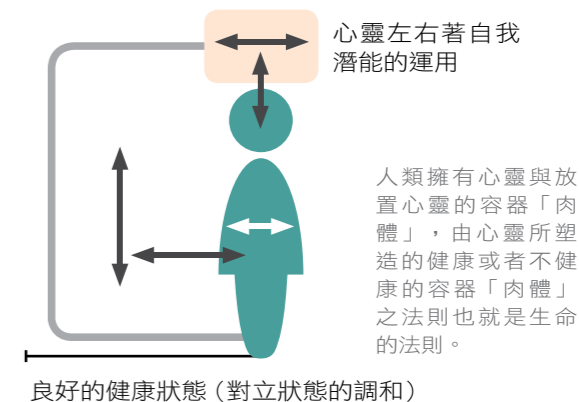 心靈左右著自我
潛能的運用
人類擁有心靈與放
置心靈的容器「肉
體」，由心靈所塑
造的健康或者不健
康的容器「肉體」
之法則也就是生命
的法則。
良好的健康狀態（對立狀態的調和）